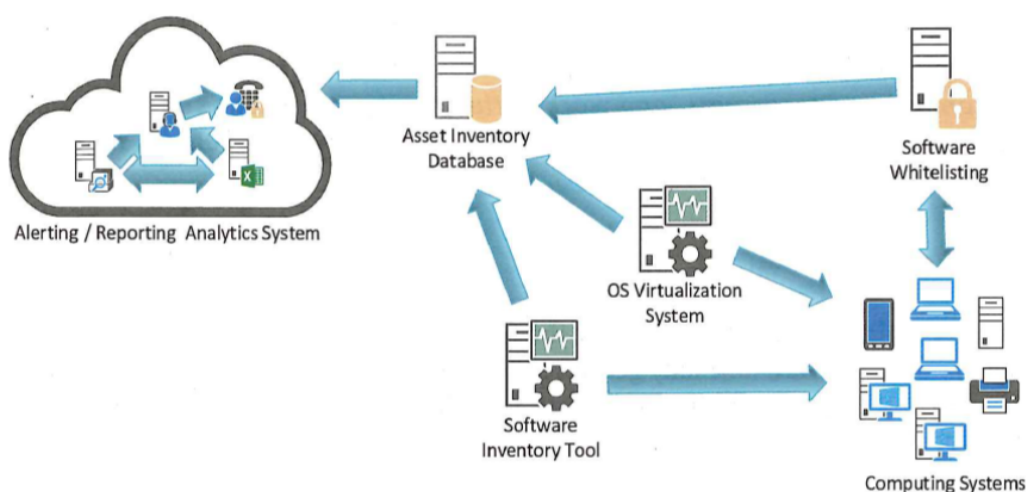 Asset Inventory
Database
Software
Whitelisting
Alerting / Reporting Analytics System
OS Virtualization
System
Software
Inventory Tool
Computing Systems
X